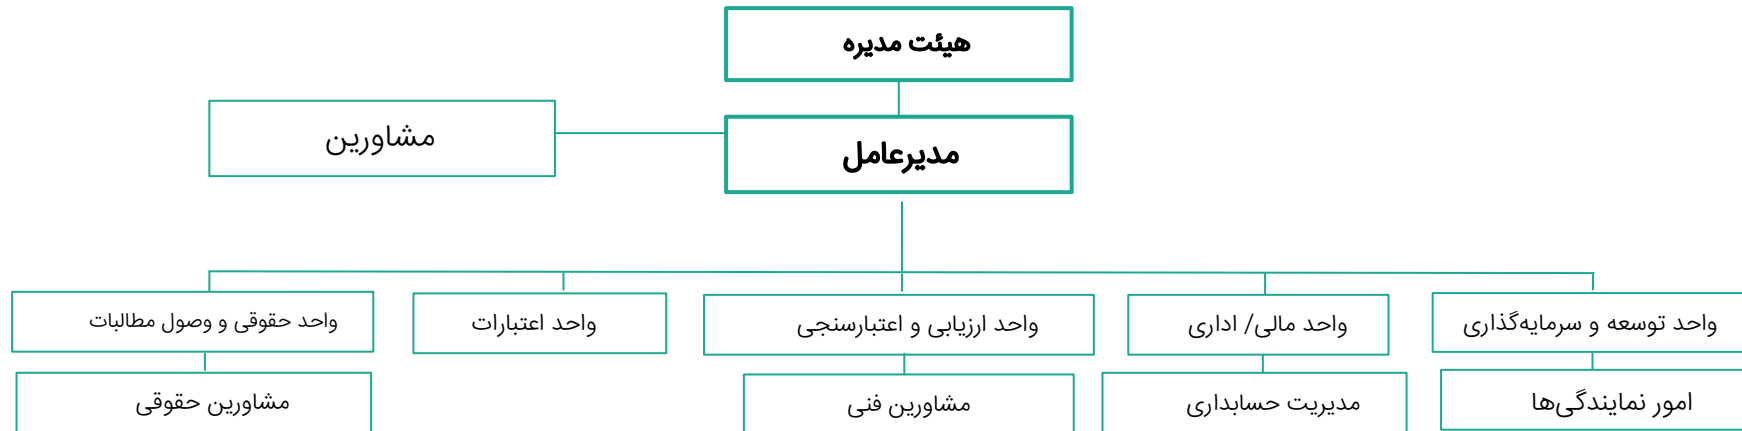 هیئت مدیره
مشاورین
مدیرعامل
واحد توسعه و سرمایه‌گذاری
واحد مالی/ اداری
واحد ارزیابی و اعتبارسنجی
واحد اعتبارات
واحد حقوقی و وصول مطالبات
امور نمایندگی‌ها
مدیریت حسابداری
مشاورین فنی
مشاورین حقوقی